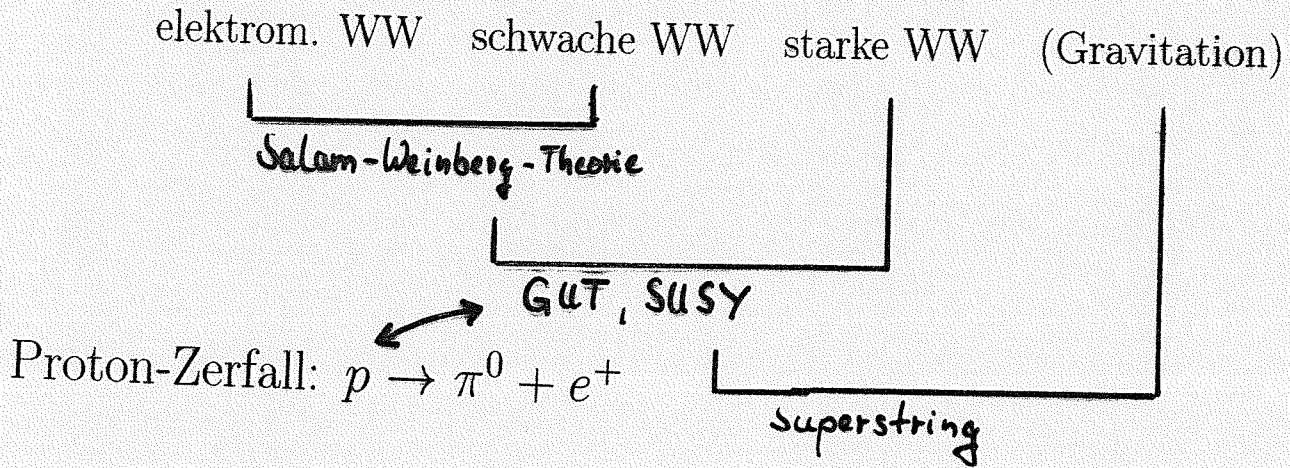 elektrom. WW schwache WW starke WW (Gravitation)
Salam-Weinberg-Theorie
GUT, SUSY
Proton-Zerfall: p → π⁰ + e⁺
Superstring